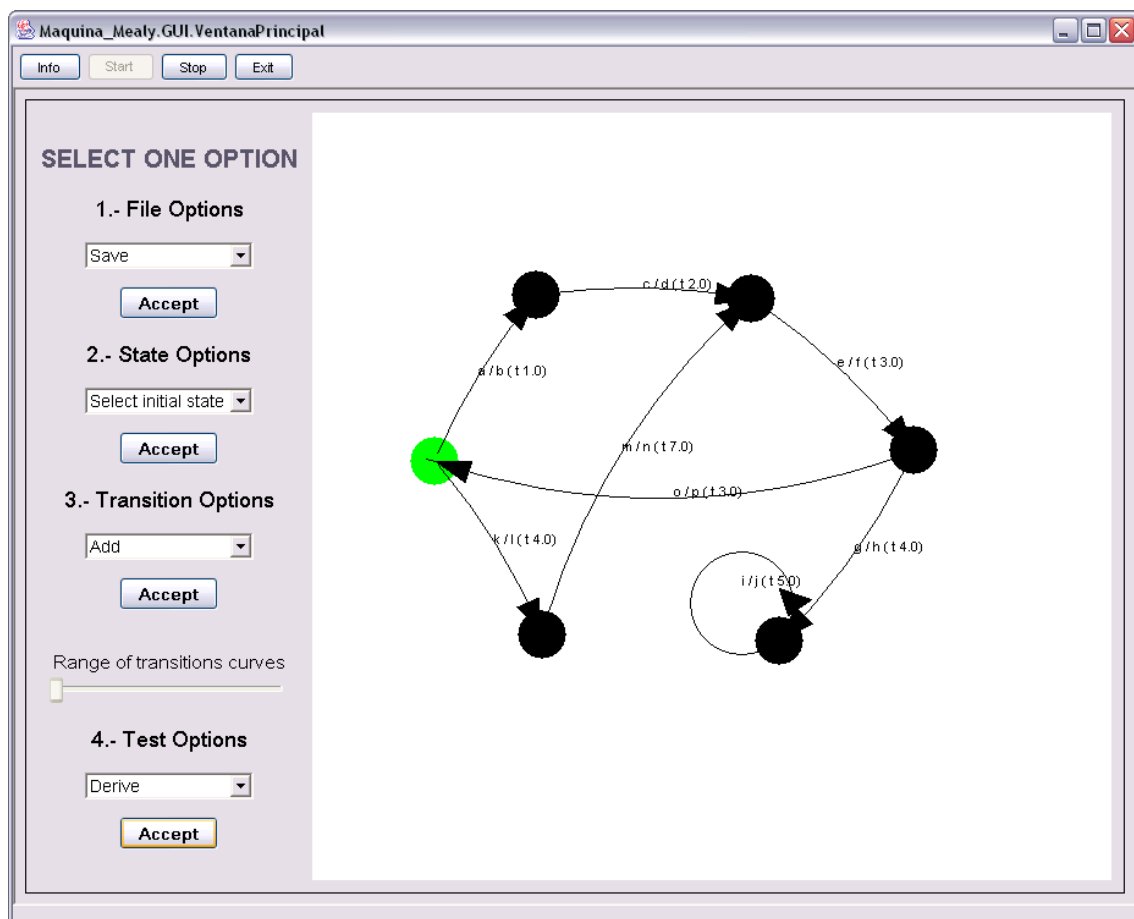 Maquina_Mealy.GUI.VentanaPrincipal
Info Start Stop Exit
SELECT ONE OPTION
1.- File Options
Save
Accept
2.- State Options
Select initial state
Accept
3.- Transition Options
Add
Accept
Range of transitions curves
4.- Test Options
Derive
Accept
c / d ( t 2.0)
a / b ( t 1.0)
e / f ( t 3.0)
m / n ( t 7.0)
o / p ( t 3.0)
k / l ( t 4.0)
g / h ( t 4.0)
i / j ( t 5.0)